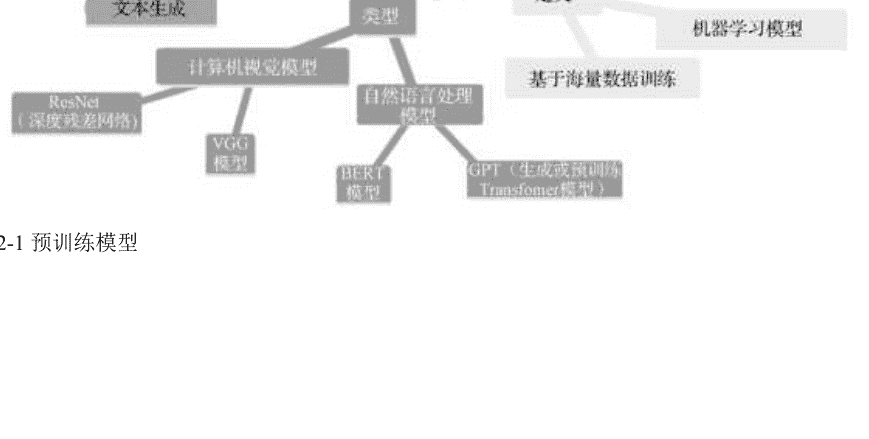 文本生成
类型
机器学习模型
计算机视觉模型
基于海量数据训练
ResNet
（深度残差网络)
自然语言处理
模型
VGG
模型
BERT
模型
GPT（生成或预训练
Transfomer模型）
2-1 预训练模型